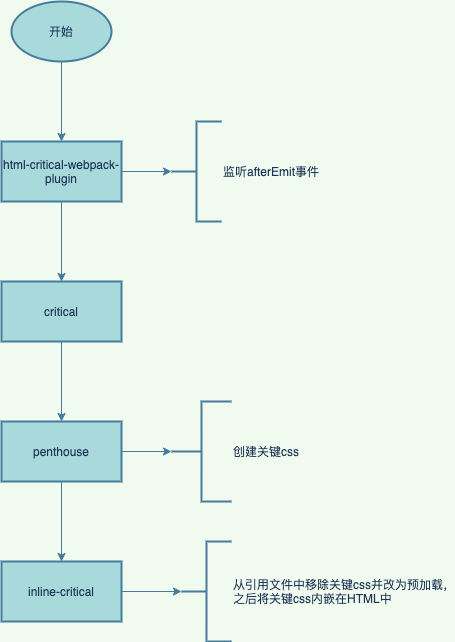 开始
html-critical-webpack-
plugin
监听afterEmit事件
critical
penthouse
创建关键css
inline-critical
从引用文件中移除关键css并改为预加载，
之后将关键css内嵌在HTML中